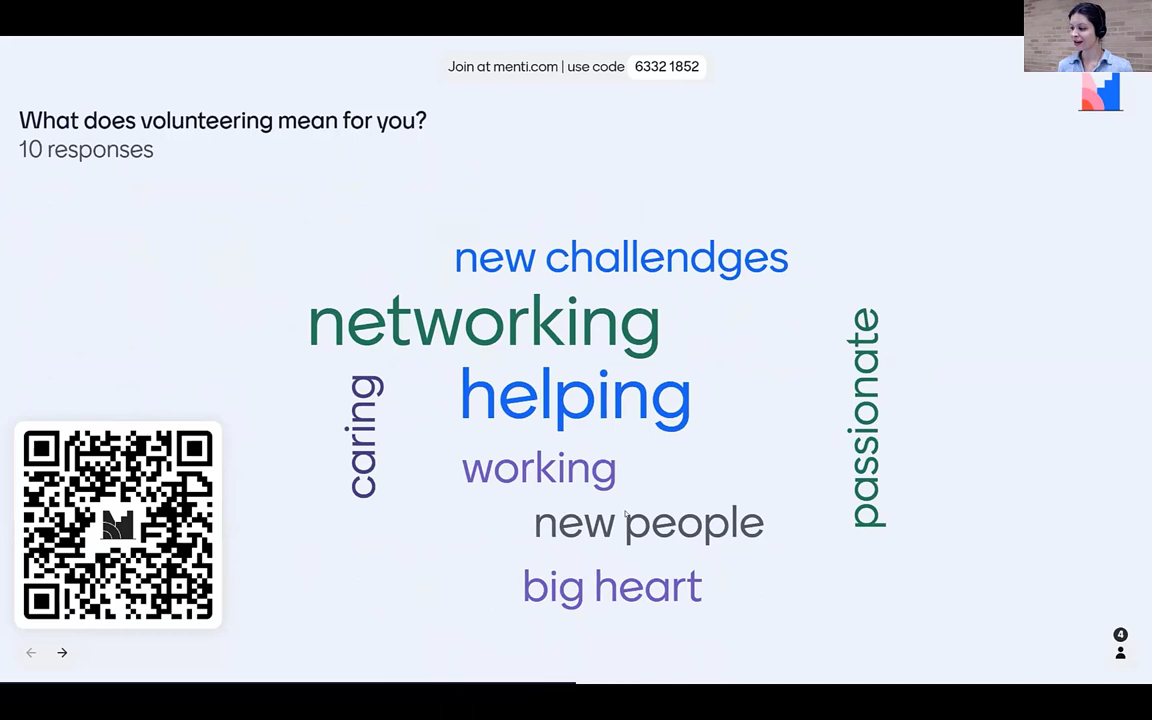 Join at menti.com | use code 6332 1852
What does volunteering mean for you?
10 responses
new challendges
networking
helping
caring
passionate
working
new people
big heart
4